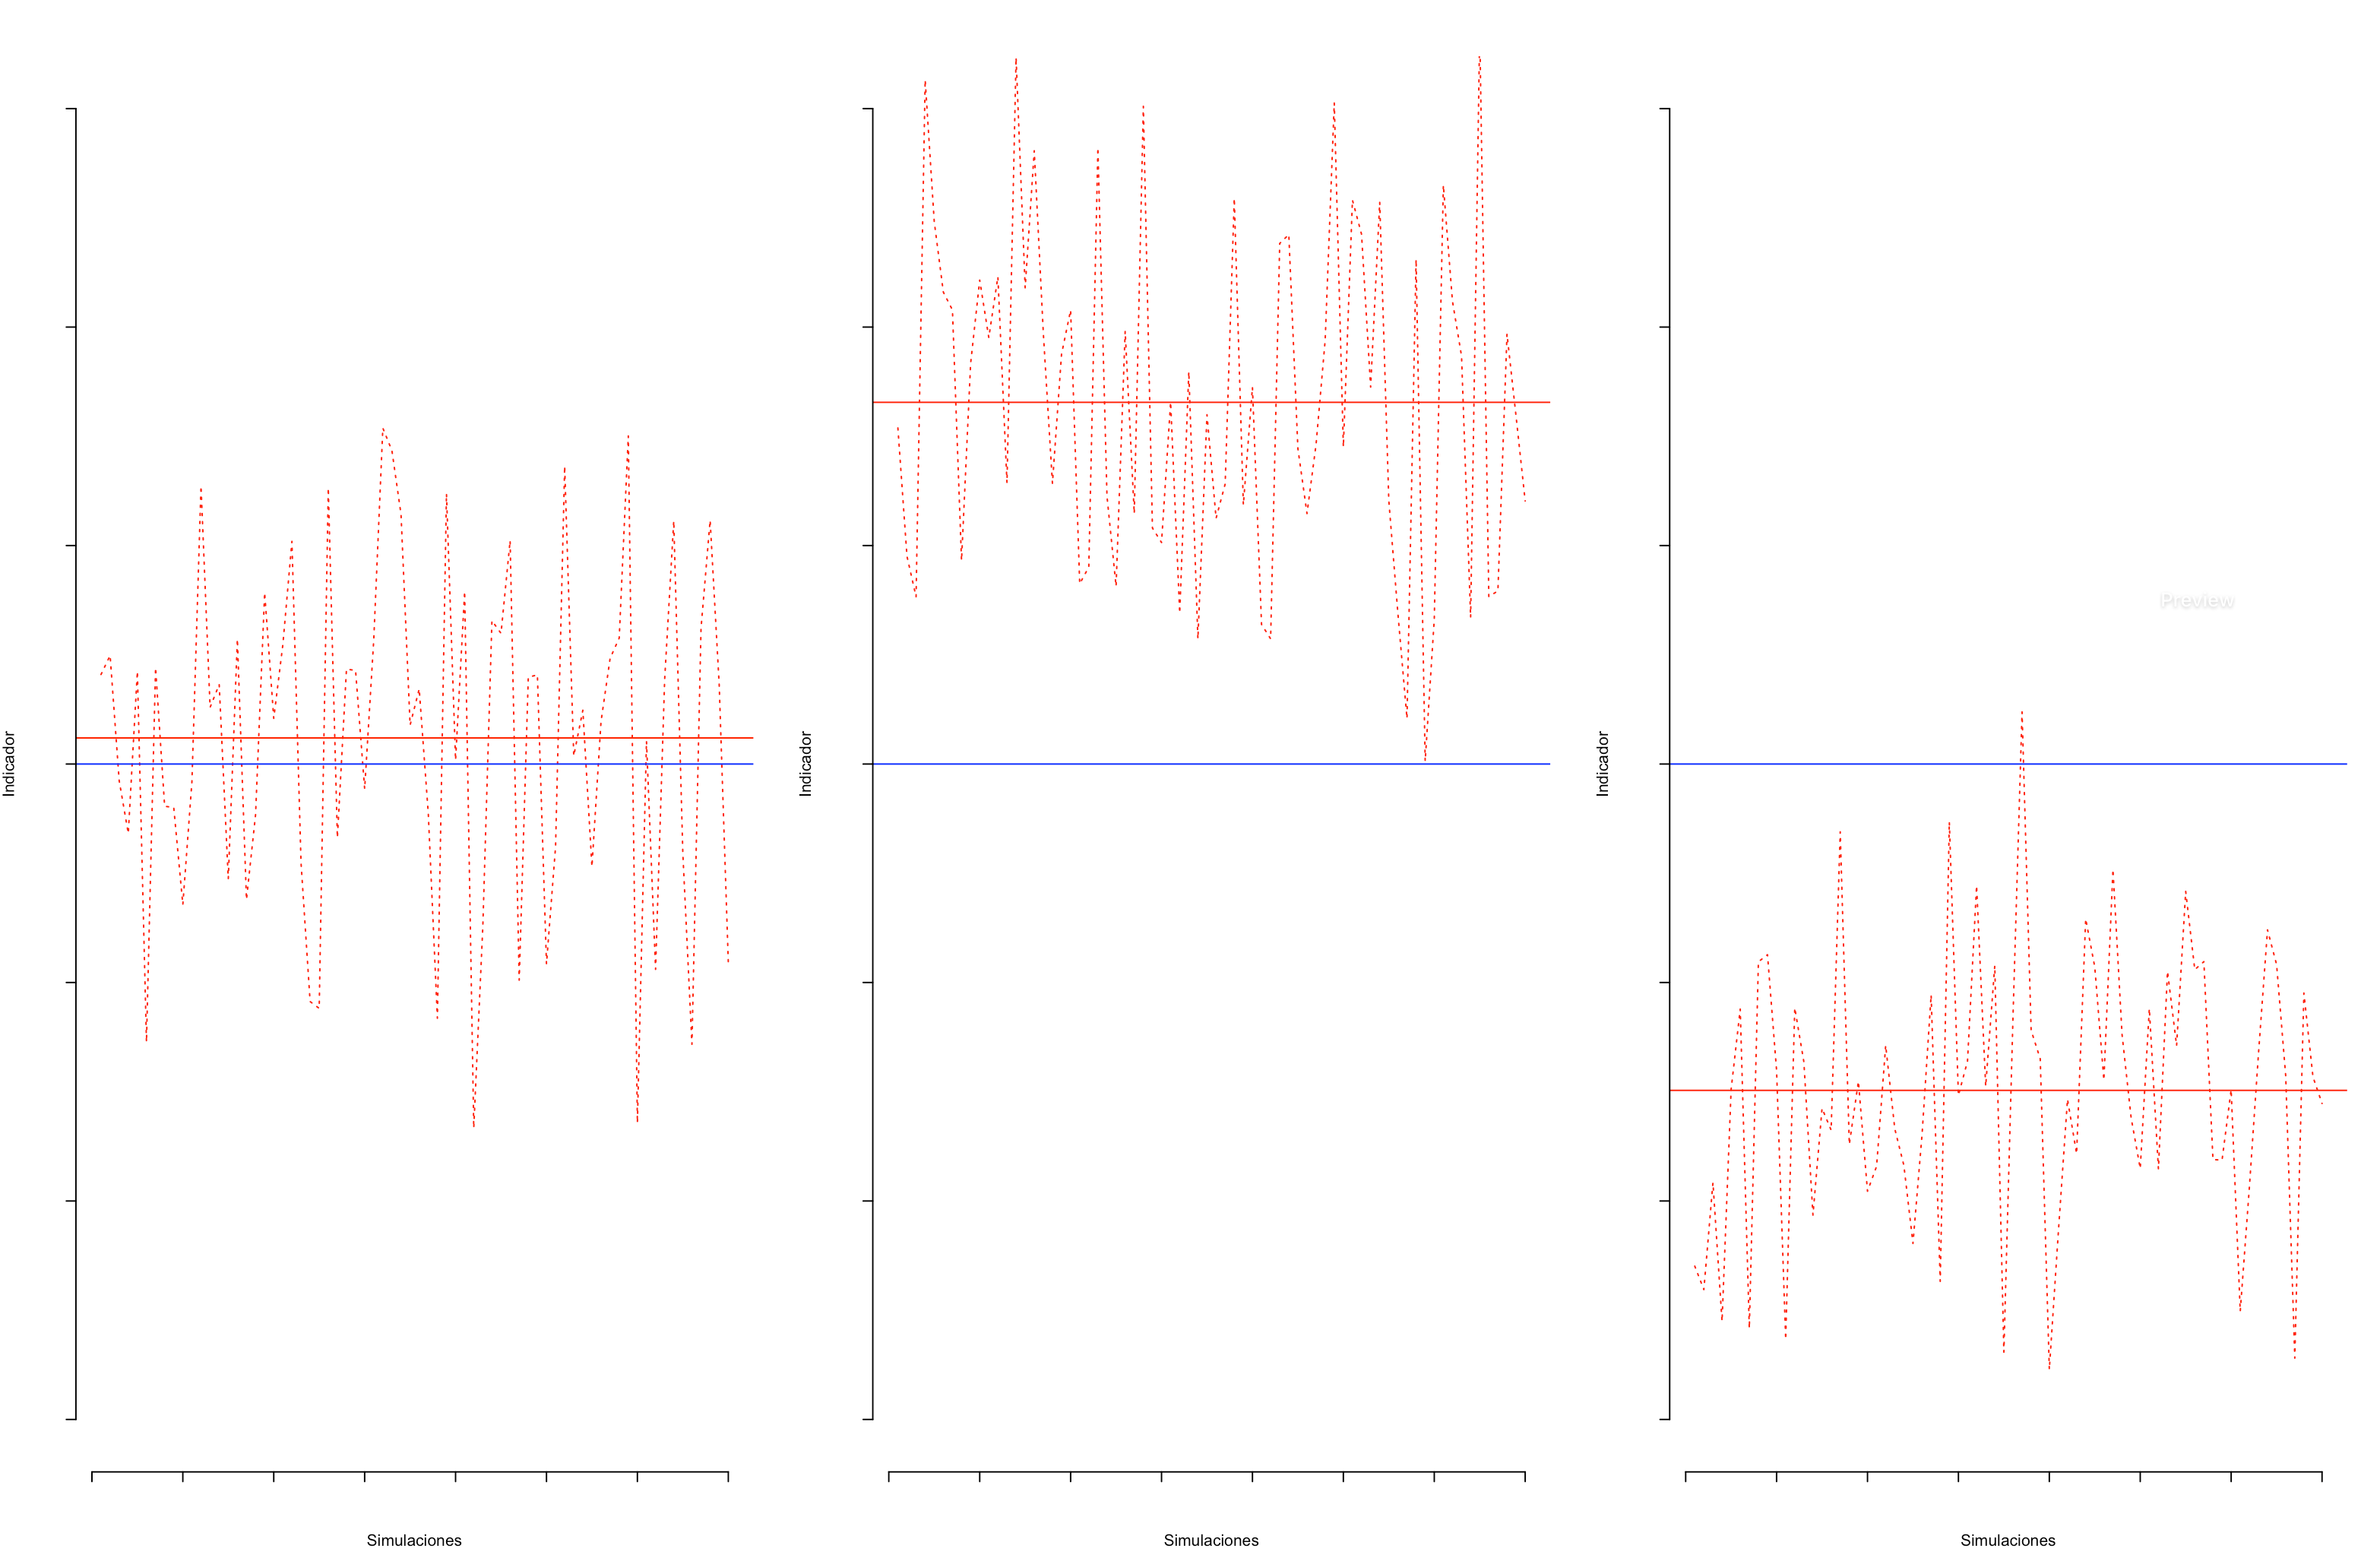 Indicador
Simulaciones
Indicador
Simulaciones
Indicador
Preview
Simulaciones